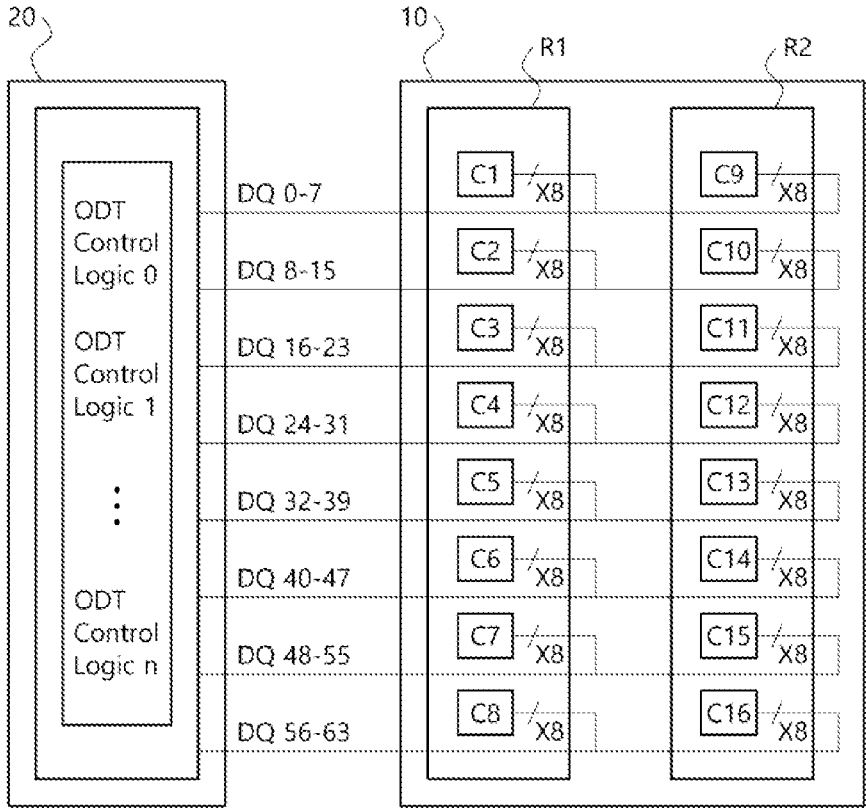 20
10
R1
R2
ODT
Control
Logic 0
ODT
Control
Logic 1
⋮
ODT
Control
Logic n
DQ 0-7
DQ 8-15
DQ 16-23
DQ 24-31
DQ 32-39
DQ 40-47
DQ 48-55
DQ 56-63
C1
X8
C2
X8
C3
X8
C4
X8
C5
X8
C6
X8
C7
X8
C8
X8
C9
X8
C10
X8
C11
X8
C12
X8
C13
X8
C14
X8
C15
X8
C16
X8